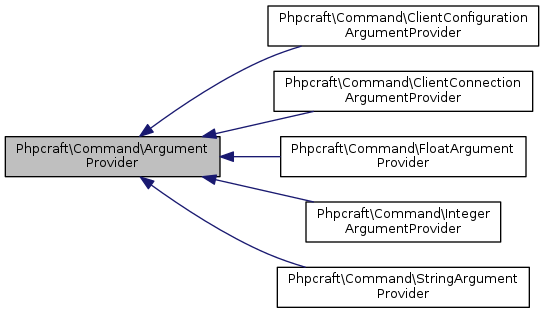 Phpcraft\Command\ClientConfiguration
ArgumentProvider
Phpcraft\Command\ClientConnection
ArgumentProvider
Phpcraft\Command\Argument
Provider
Phpcraft\Command\FloatArgument
Provider
Phpcraft\Command\Integer
ArgumentProvider
Phpcraft\Command\StringArgument
Provider